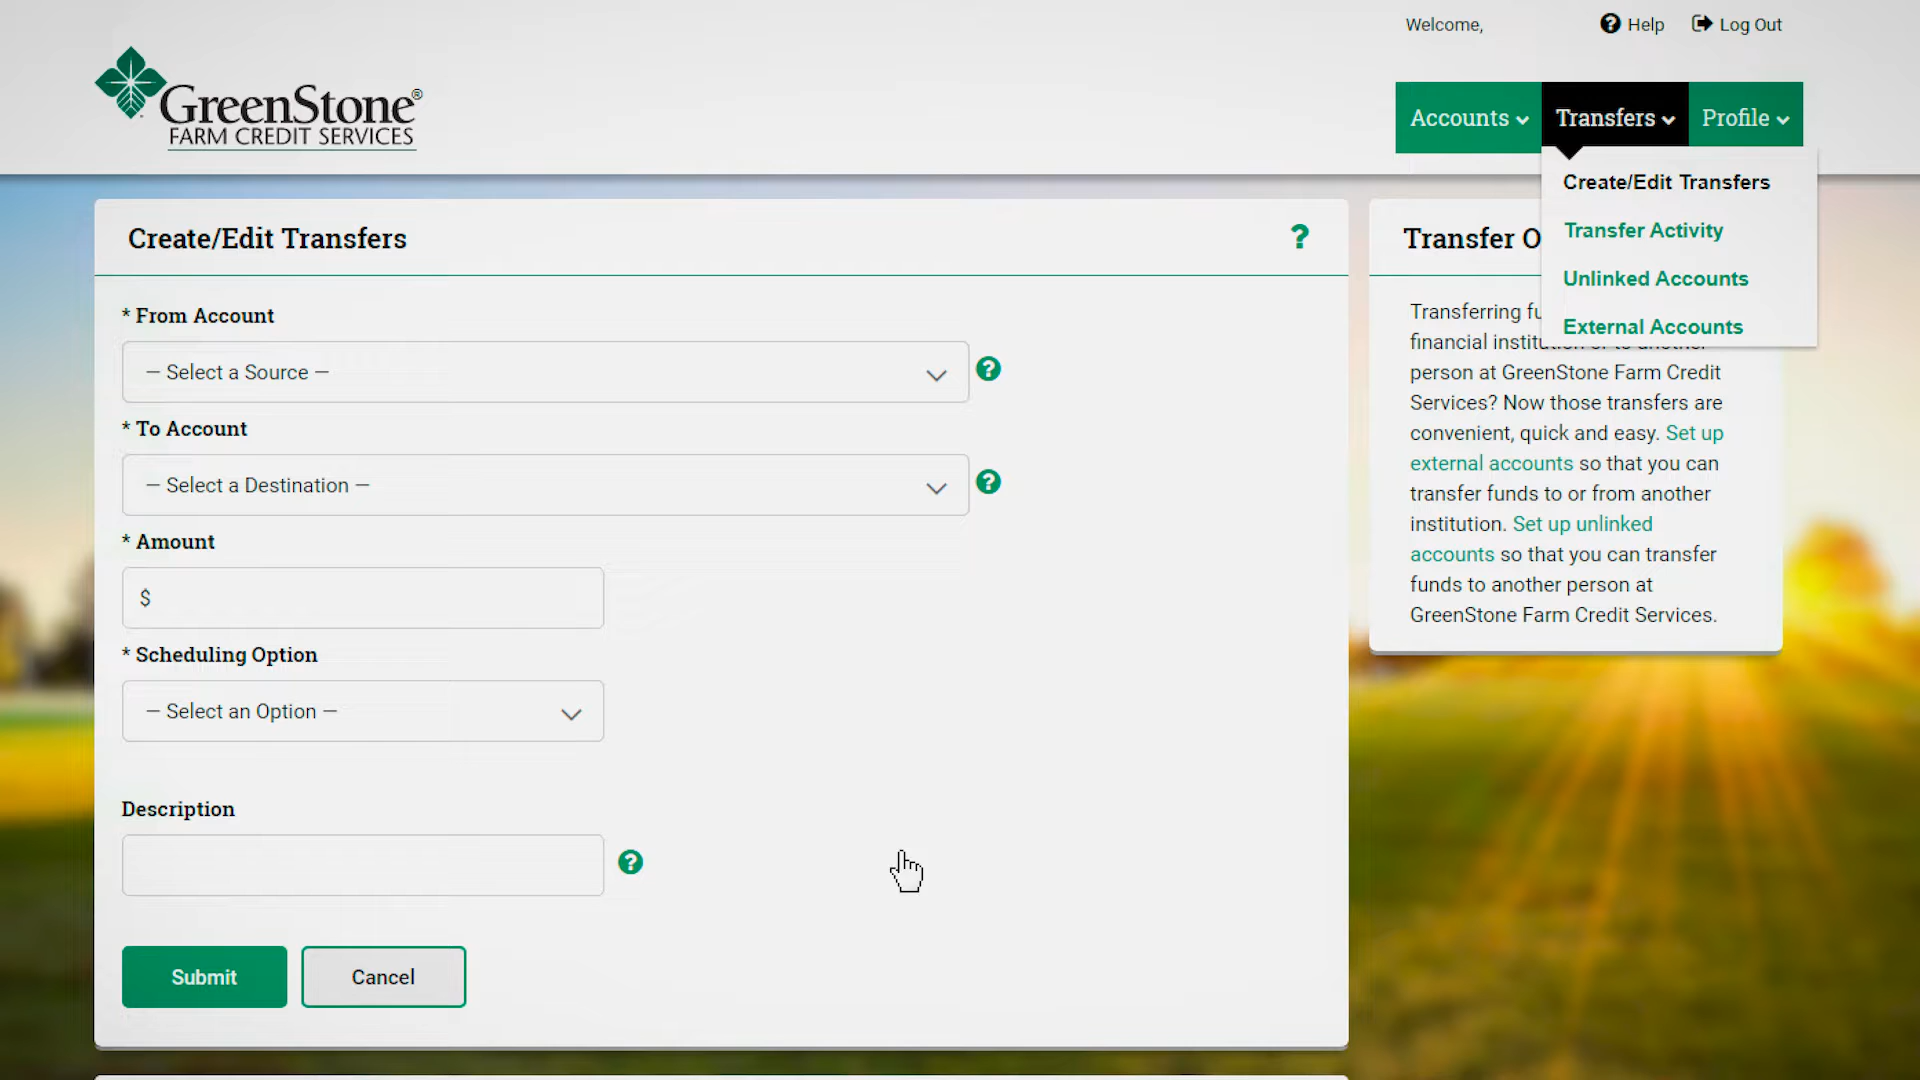 Welcome,
Help
Log Out
GreenStone®
FARM CREDIT SERVICES
Accounts
Transfers
Profile
Create/Edit Transfers
Transfer Activity
Unlinked Accounts
External Accounts
Create/Edit Transfers
?
* From Account
— Select a Source —
?
* To Account
— Select a Destination —
?
* Amount
$
* Scheduling Option
— Select an Option —
Description
?
Submit
Cancel
Transfer O
Transferring fu
financial institution or to another
person at GreenStone Farm Credit
Services? Now those transfers are
convenient, quick and easy. Set up
external accounts so that you can
transfer funds to or from another
institution. Set up unlinked
accounts so that you can transfer
funds to another person at
GreenStone Farm Credit Services.